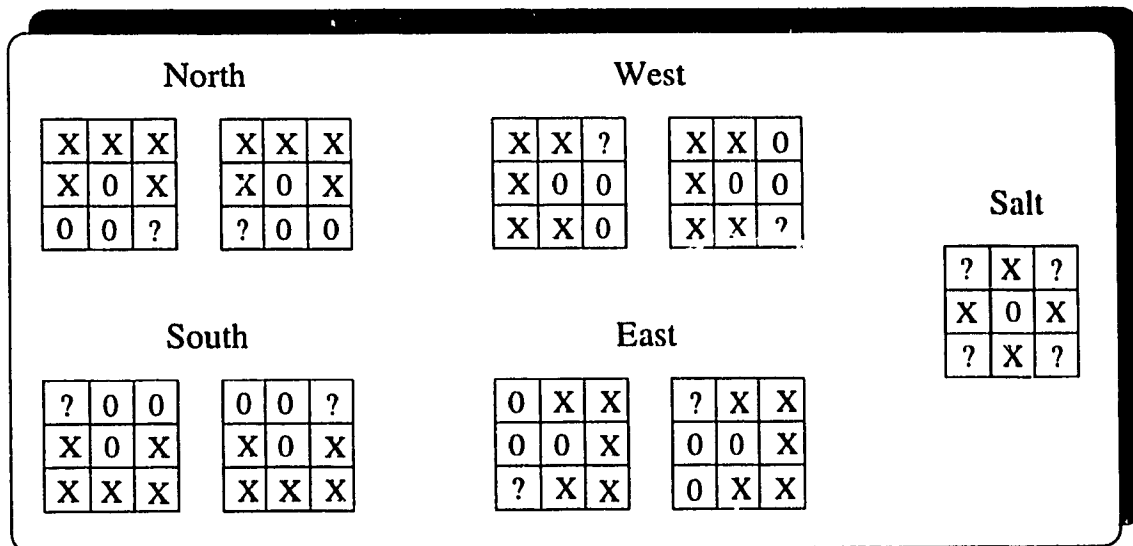 North
X X X
X 0 X
0 0 ?
X X X
X 0 X
? 0 0
West
X X ?
X 0 0
X X 0
X X 0
X 0 0
X X ?
Salt
? X ?
X 0 X
? X ?
South
? 0 0
X 0 X
X X X
0 0 ?
X 0 X
X X X
East
0 X X
0 0 X
? X X
? X X
0 0 X
0 X X